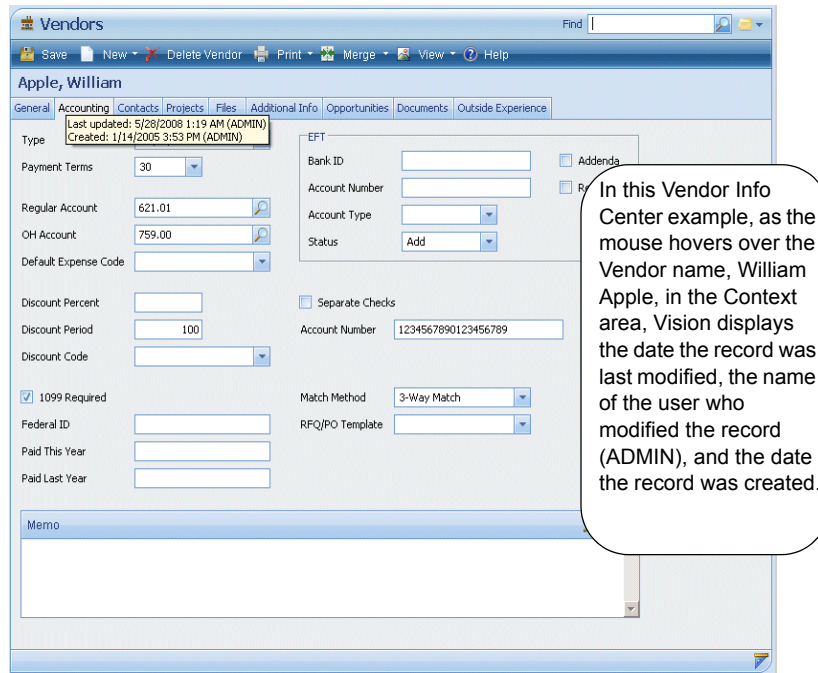 Vendors
Find
Save New Delete Vendor Print Merge View Help
Apple, William
General Accounting Contacts Projects Files Additional Info Opportunities Documents Outside Experience
Last updated: 5/28/2008 1:19 AM (ADMIN)
Created: 1/14/2005 3:53 PM (ADMIN)
Type
Payment Terms 30
Regular Account 621.01
OH Account 759.00
Default Expense Code
EFT
Bank ID
Addenda
Account Number
Account Type
Status Add
Discount Percent
Discount Period 100
Discount Code
Separate Checks
Account Number 1234567890123456789
1099 Required
Federal ID
Paid This Year
Paid Last Year
Match Method 3-Way Match
RFQ/PO Template
Memo
In this Vendor Info
Center example, as the
mouse hovers over the
Vendor name, William
Apple, in the Context
area, Vision displays
the date the record was
last modified, the name
of the user who
modified the record
(ADMIN), and the date
the record was created.